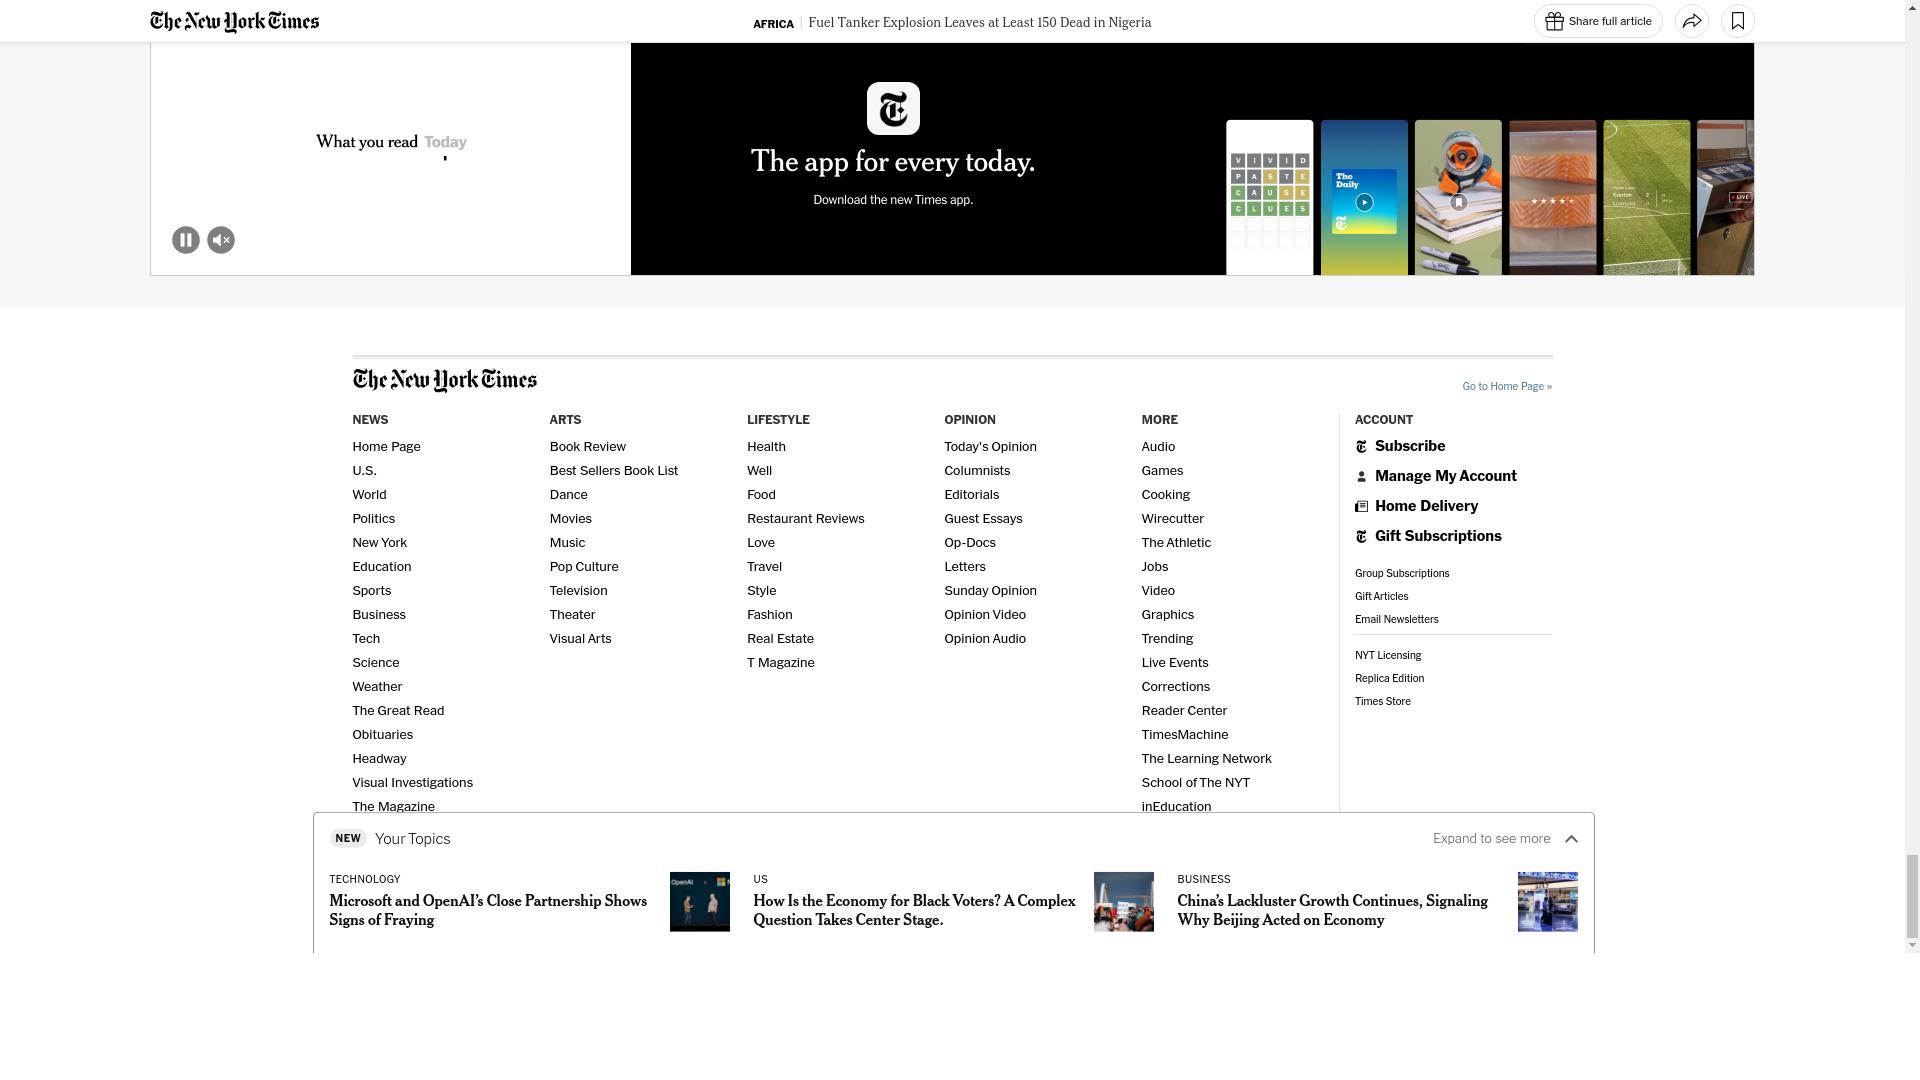 The New York Times
AFRICA | Fuel Tanker Explosion Leaves at Least 150 Dead in Nigeria
Share full article
What you read Today
The app for every today.
Download the new Times app.
V I V I D
P A S T E
C A U S E
C L U E S
The
Daily
Everton 2
Liverpool 0
LIVE
The New York Times
Go to Home Page »
NEWS
Home Page
U.S.
World
Politics
New York
Education
Sports
Business
Tech
Science
Weather
The Great Read
Obituaries
Headway
Visual Investigations
The Magazine
ARTS
Book Review
Best Sellers Book List
Dance
Movies
Music
Pop Culture
Television
Theater
Visual Arts
LIFESTYLE
Health
Well
Food
Restaurant Reviews
Love
Travel
Style
Fashion
Real Estate
T Magazine
OPINION
Today's Opinion
Columnists
Editorials
Guest Essays
Op-Docs
Letters
Sunday Opinion
Opinion Video
Opinion Audio
MORE
Audio
Games
Cooking
Wirecutter
The Athletic
Jobs
Video
Graphics
Trending
Live Events
Corrections
Reader Center
TimesMachine
The Learning Network
School of The NYT
inEducation
ACCOUNT
Subscribe
Manage My Account
Home Delivery
Gift Subscriptions
Group Subscriptions
Gift Articles
Email Newsletters
NYT Licensing
Replica Edition
Times Store
NEW Your Topics
Expand to see more
TECHNOLOGY
Microsoft and OpenAI’s Close Partnership Shows
Signs of Fraying
OpenAI
US
How Is the Economy for Black Voters? A Complex
Question Takes Center Stage.
BUSINESS
China’s Lackluster Growth Continues, Signaling
Why Beijing Acted on Economy